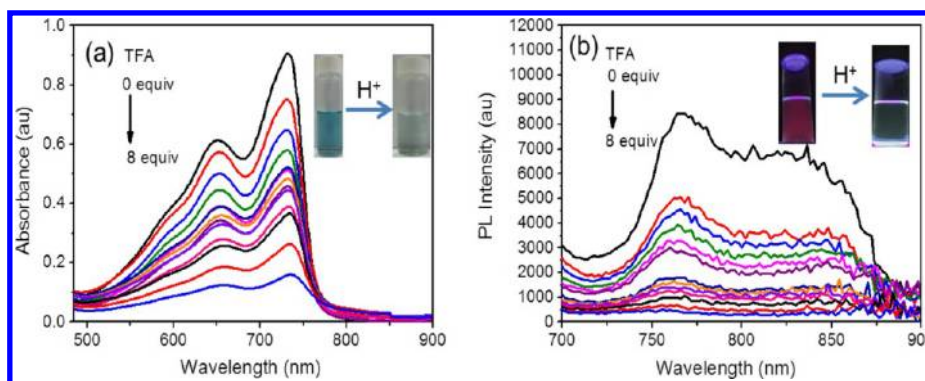 (a)
TFA
0 equiv
8 equiv
H+
Absorbance (au)
1.0
0.8
0.6
0.4
0.2
0.0
500 600 700 800 900
Wavelength (nm)
(b)
TFA
0 equiv
8 equiv
H+
PL Intensity (au)
12000
11000
10000
9000
8000
7000
6000
5000
4000
3000
2000
1000
0
700 750 800 850 900
Wavelength (nm)